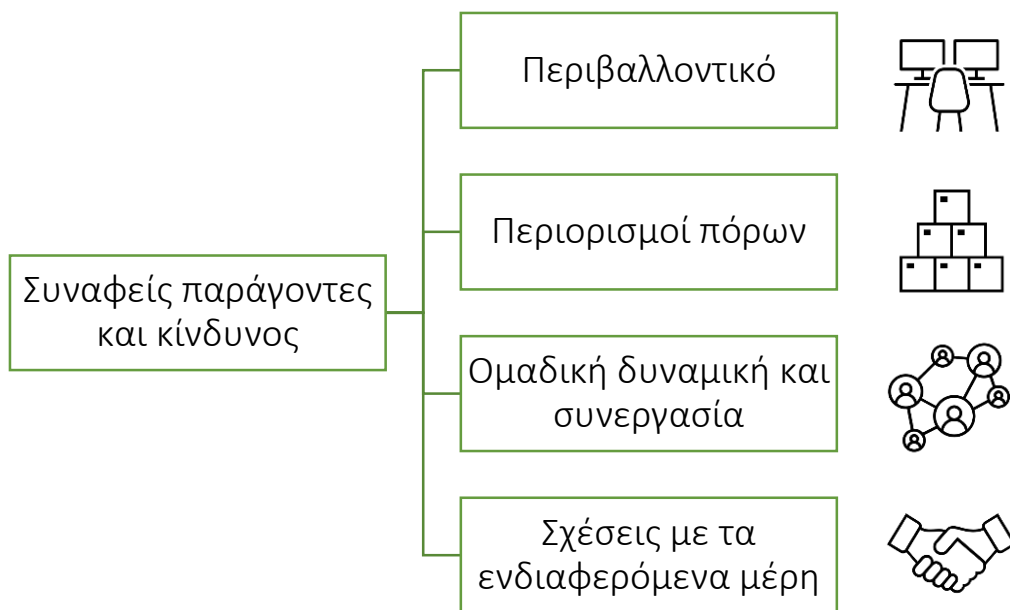 Συναφείς παράγοντες
και κίνδυνος
Περιβαλλοντικό
Περιορισμοί πόρων
Ομαδική δυναμική και
συνεργασία
Σχέσεις με τα
ενδιαφερόμενα μέρη